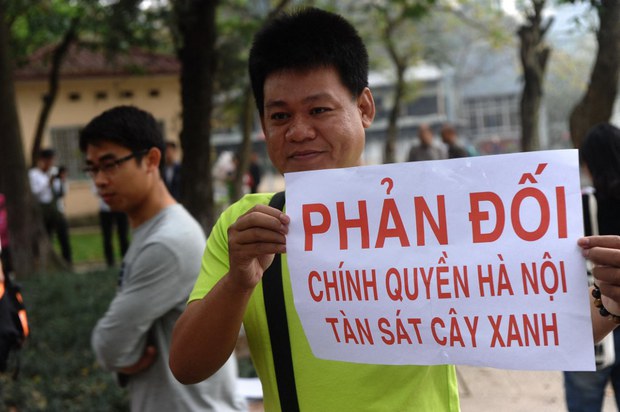 PHẢN ĐỐI
CHÍNH QUYỀN HÀ NỘI
TÀN SÁT CÂY XANH